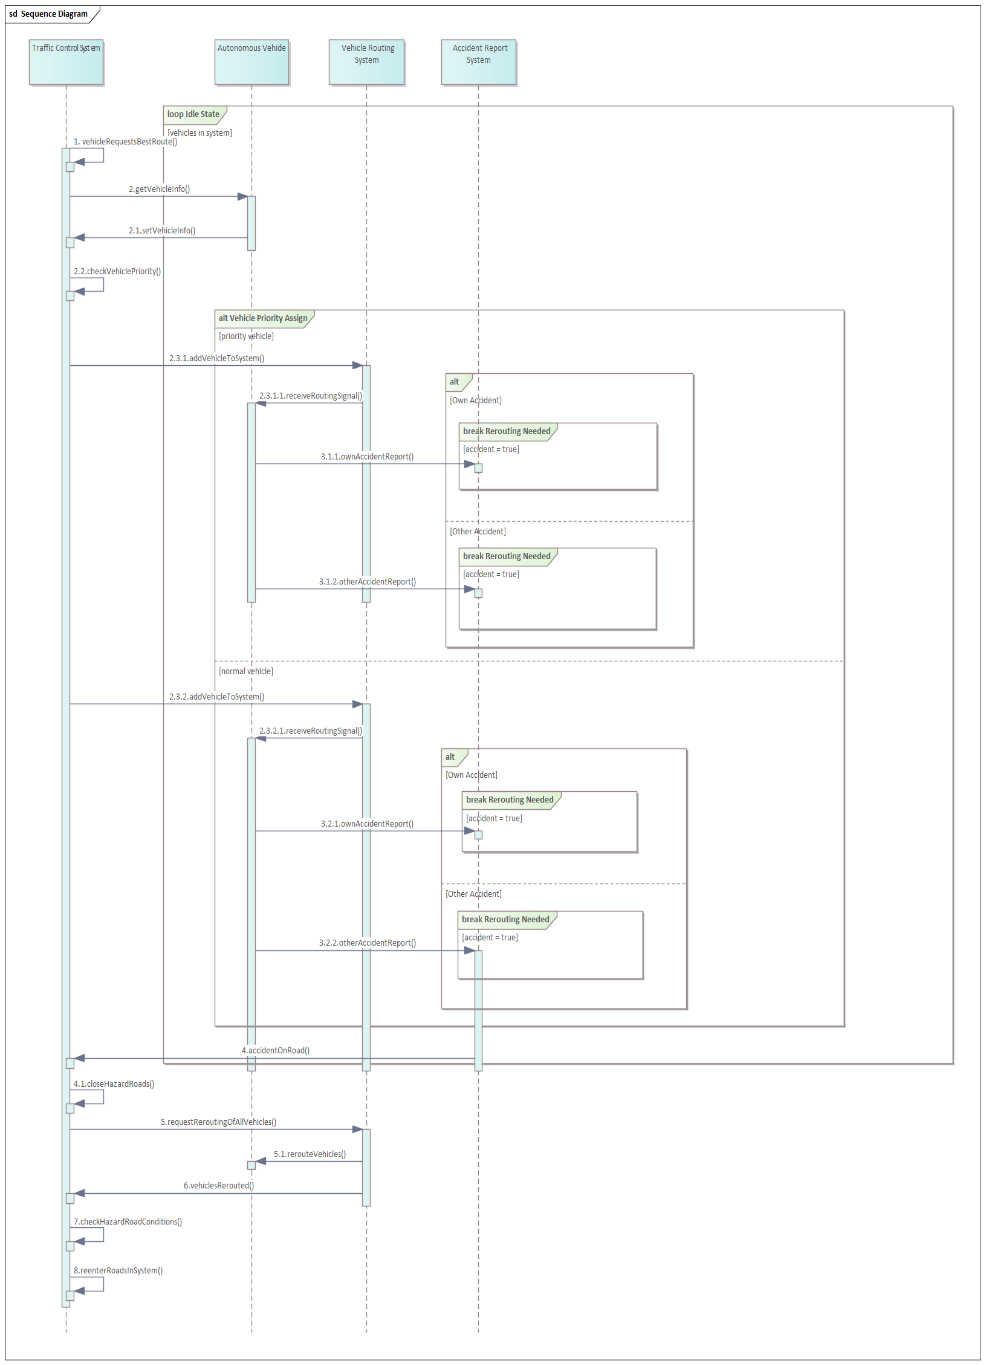 sd Sequence Diagram
Traffic Control System
Autonomous Vehicle
Vehicle Routing
System
Accident Report
System
loop Idle State
[vehicles in system]
1. vehicleRequestsBestRoute()
2.getVehicleInfo()
2.1.setVehicleInfo()
2.2.checkVehiclePriority()
alt Vehicle Priority Assign
[priority vehicle]
2.3.1.addVehicleToSystem()
alt
2.3.1.1.receiveRoutingSignal()
[Own Accident]
break Rerouting Needed
[accident = true]
3.1.1.ownAccidentReport()
[Other Accident]
break Rerouting Needed
[accident = true]
3.1.2.otherAccidentReport()
[normal vehicle]
2.3.2.addVehicleToSystem()
2.3.2.1.receiveRoutingSignal()
alt
[Own Accident]
break Rerouting Needed
[accident = true]
3.2.1.ownAccidentReport()
[Other Accident]
break Rerouting Needed
[accident = true]
3.2.2.otherAccidentReport()
4.accidentOnRoad()
4.1.closeHazardRoads()
5.requestReroutingOfAllVehicles()
5.1.rerouteVehicles()
6.vehiclesRerouted()
7.checkHazardRoadConditions()
8.reenterRoadsInSystem()